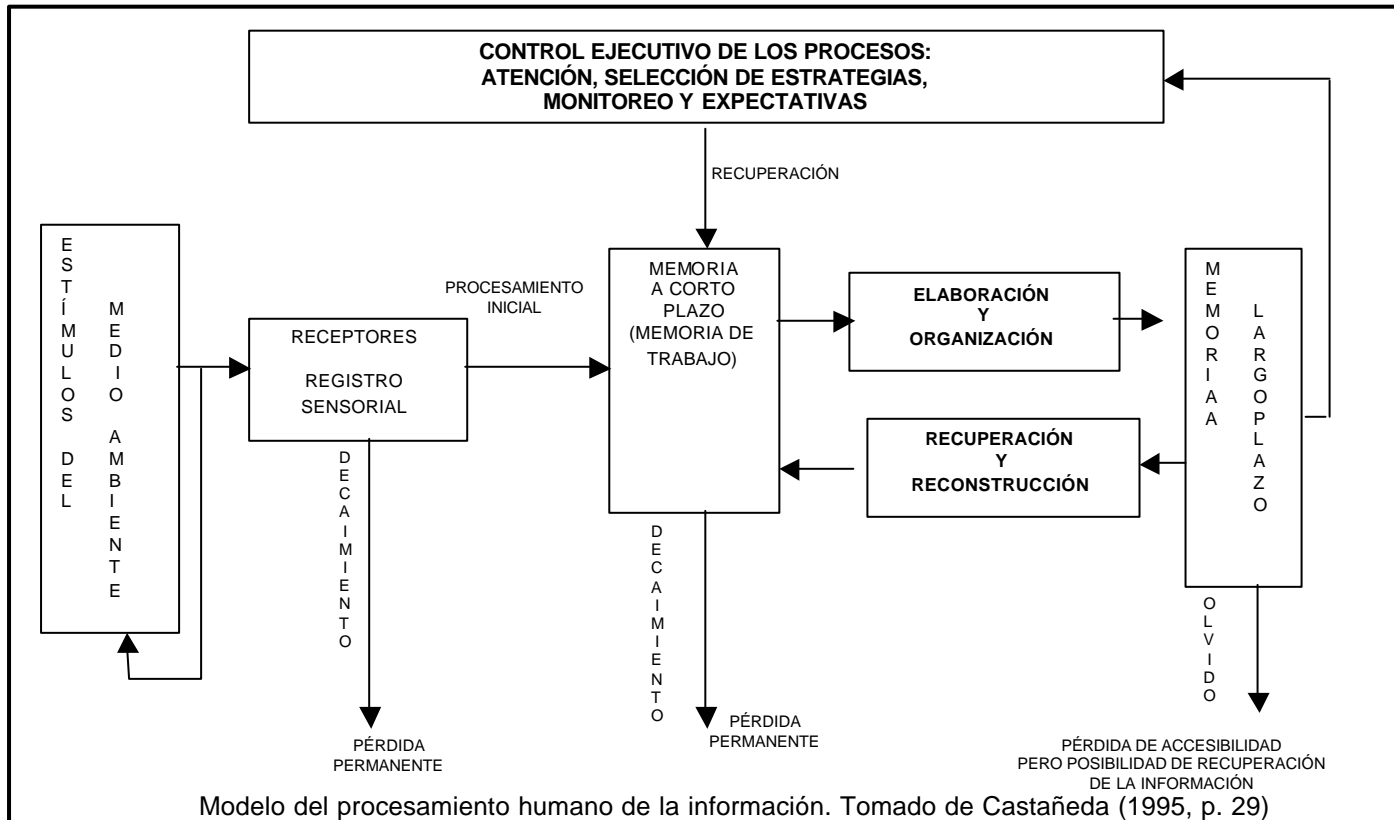 CONTROL EJECUTIVO DE LOS PROCESOS:
ATENCIÓN, SELECCIÓN DE ESTRATEGIAS,
MONITOREO Y EXPECTATIVAS
RECUPERACIÓN
ESTÍMULOS DEL
MEDIO AMBIENTE
RECEPTORES
REGISTRO
SENSORIAL
PROCESAMIENTO
INICIAL
MEMORIA
A CORTO
PLAZO
(MEMORIA DE
TRABAJO)
ELABORACIÓN
Y
ORGANIZACIÓN
RECUPERACIÓN
Y
RECONSTRUCCIÓN
MEMORIAA
LARGOPLAZO
DECAIMIENTO
PÉRDIDA
PERMANENTE
DECAIMIENTO
PÉRDIDA
PERMANENTE
OLVIDO
PÉRDIDA DE ACCESIBILIDAD
PERO POSIBILIDAD DE RECUPERACIÓN
DE LA INFORMACIÓN
Modelo del procesamiento humano de la información. Tomado de Castañeda (1995, p. 29)